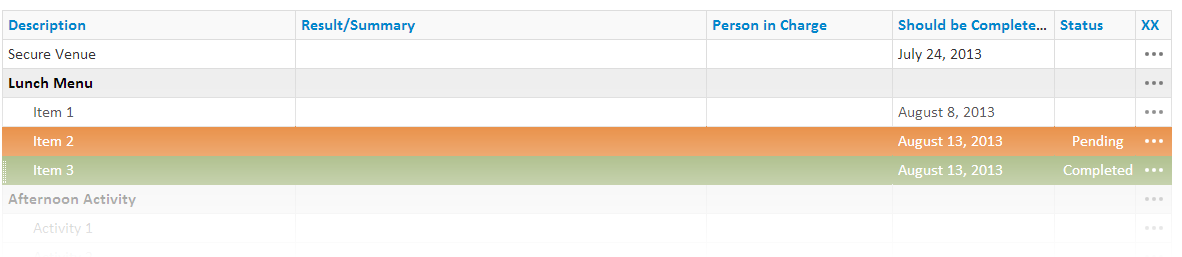 Description Result/Summary Person in Charge Should be Complete... Status XX
Secure Venue July 24, 2013
Lunch Menu
Item 1 August 8, 2013
Item 2 August 13, 2013 Pending
Item 3 August 13, 2013 Completed
Afternoon Activity
Activity 1